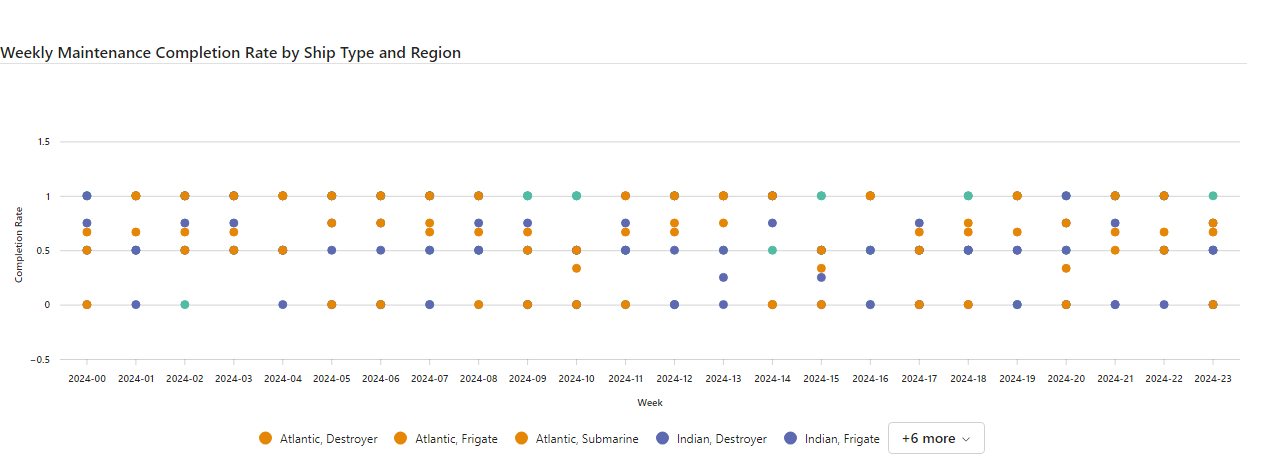 Weekly Maintenance Completion Rate by Ship Type and Region
1.5
1
0.5
0
−0.5
Completion Rate
2024-00 2024-01 2024-02 2024-03 2024-04 2024-05 2024-06 2024-07 2024-08 2024-09 2024-10 2024-11 2024-12 2024-13 2024-14 2024-15 2024-16 2024-17 2024-18 2024-19 2024-20 2024-21 2024-22 2024-23
Week
Atlantic, Destroyer Atlantic, Frigate Atlantic, Submarine Indian, Destroyer Indian, Frigate +6 more